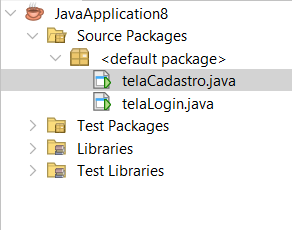 JavaApplication8
Source Packages
<default package>
telaCadastro.java
telaLogin.java
Test Packages
Libraries
Test Libraries